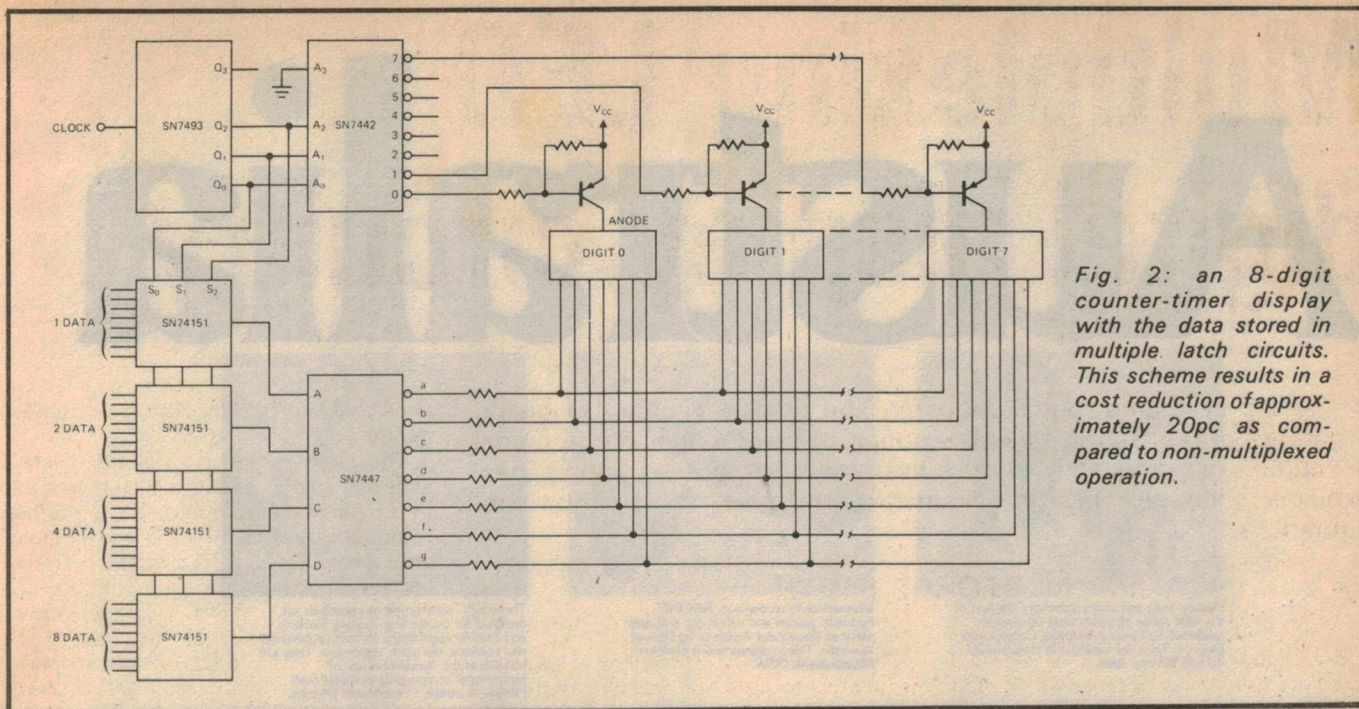 Q3
A3
7
6
5
4
3
2
1
0
CLOCK
SN7493
Q2
Q1
Q0
A2
A1
A0
SN7442
VCC
VCC
VCC
ANODE
DIGIT 0
DIGIT 1
DIGIT 7
S0 S1 S2
1 DATA
SN74151
2 DATA
SN74151
4 DATA
SN74151
8 DATA
SN74151
A
B
C
D
SN7447
a
b
c
d
e
f
g
Fig. 2: an 8-digit
counter-timer display
with the data stored in
multiple latch circuits.
This scheme results in a
cost reduction of approx-
imately 20pc as com-
pared to non-multiplexed
operation.